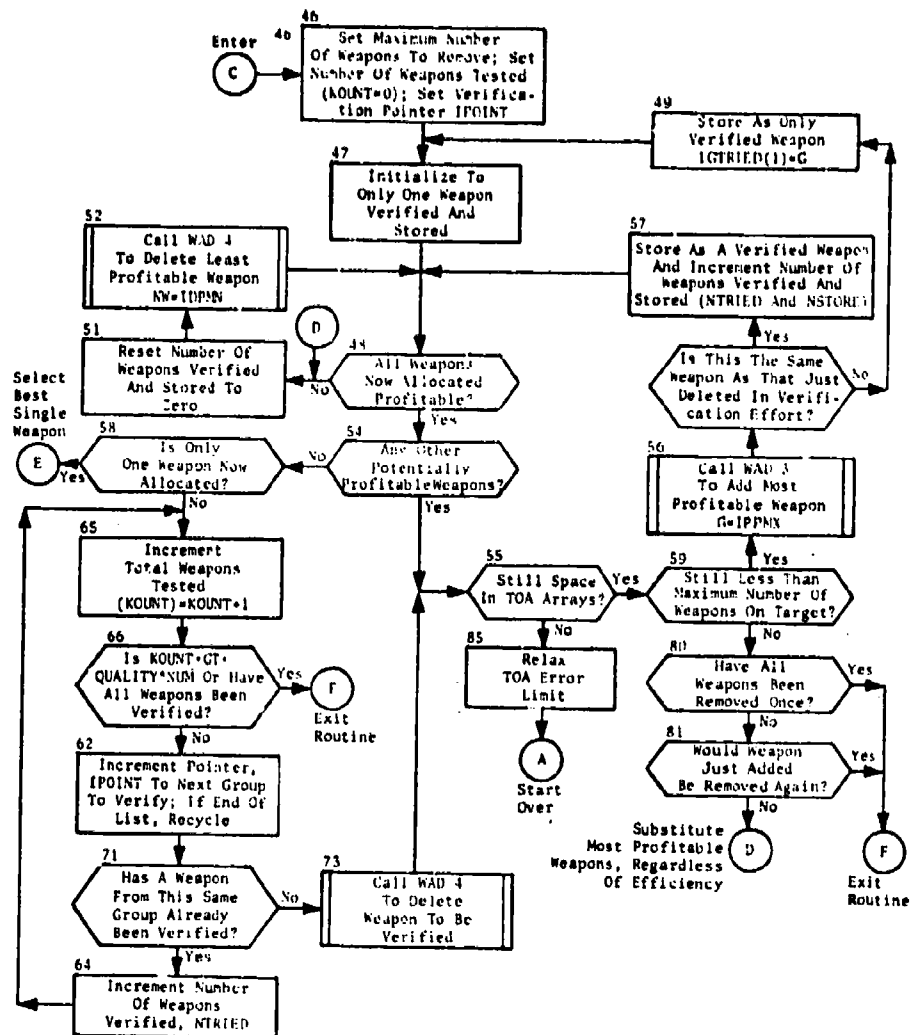 46
4b
Enter
C
Set Maximum Number
Of Weapons To Remove; Set
Number Of Weapons Tested
(KOUNT=0); Set Verifica-
tion Pointer IPOINT
49
Store As Only
Verified Weapon
IGTRIED(1)=G
47
Initialize To
Only One Weapon
Verified And
Stored
52
Call WAD 4
To Delete Least
Profitable Weapon
NW=IDPMN
57
Store As A Verified Weapon
And Increment Number Of
Weapons Verified And
Stored (NTRIED And NSTORE)
51
Reset Number Of
Weapons Verified
And Stored To
Zero
D
48
All Weapons
Now Allocated
Profitable?
No
Yes
Yes
Is This The Same
Weapon As That Just
Deleted In Verifi-
cation Effort?
No
Select
Best
Single
Weapon
E
Yes
58
Is Only
One Weapon Now
Allocated?
No
No
54
Any Other
Potentially
Profitable Weapons?
Yes
56
Call WAD 3
To Add Most
Profitable Weapon
G=IPPMX
Yes
65
Increment
Total Weapons
Tested
(KOUNT)=KOUNT+1
55
Still Space
In TOA Arrays?
Yes
No
59
Still Less Than
Maximum Number Of
Weapons On Target?
No
66
Is KOUNT·GT·
QUALITY*NUM Or Have
All Weapons Been
Verified?
Yes
F
Exit
Routine
No
85
Relax
TOA Error
Limit
A
Start
Over
80
Have All
Weapons Been
Removed Once?
Yes
No
62
Increment Pointer,
IPOINT To Next Group
To Verify; If End Of
List, Recycle
81
Would Weapon
Just Added
Be Removed Again?
Yes
No
71
Has A Weapon
From This Same
Group Already
Been Verified?
No
Yes
73
Call WAD 4
To Delete
Weapon To Be
Verified
Substitute
Most Profitable
Weapons, Regardless
Of Efficiency
D
F
Exit
Routine
64
Increment Number
Of Weapons
Verified, NTRIED